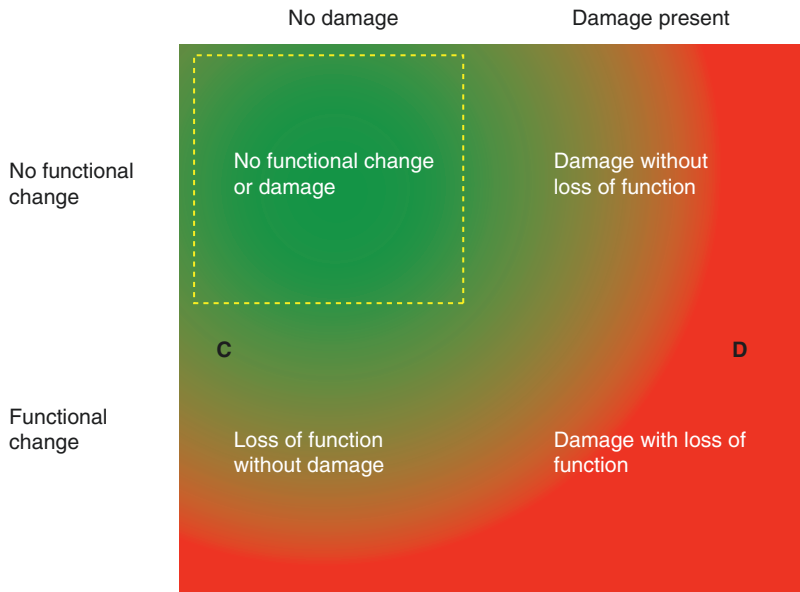 No damage
Damage present
No functional
change
No functional change
or damage
Damage without
loss of function
C
D
Functional
change
Loss of function
without damage
Damage with loss of
function